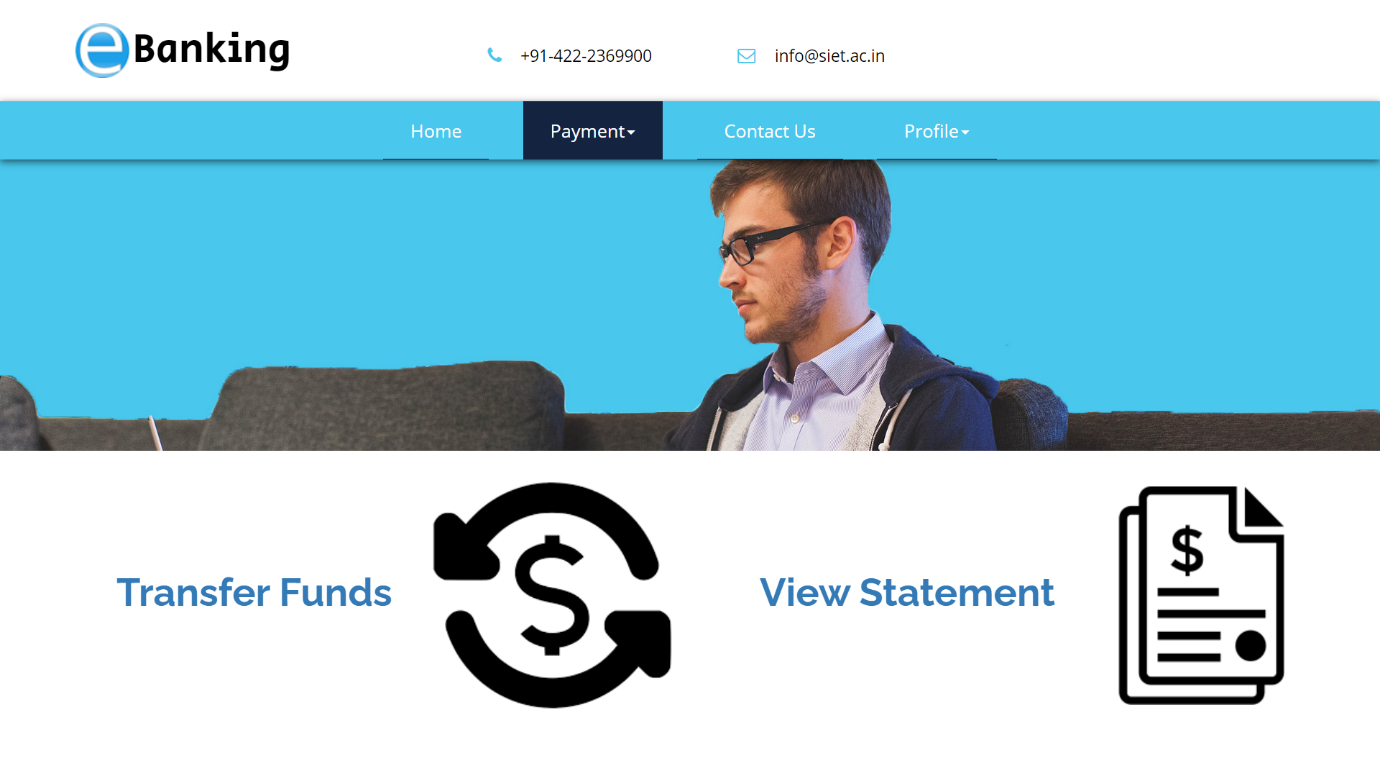 eBanking
+91-422-2369900
info@siet.ac.in
Home
Payment
Contact Us
Profile
Transfer Funds
$
View Statement
$